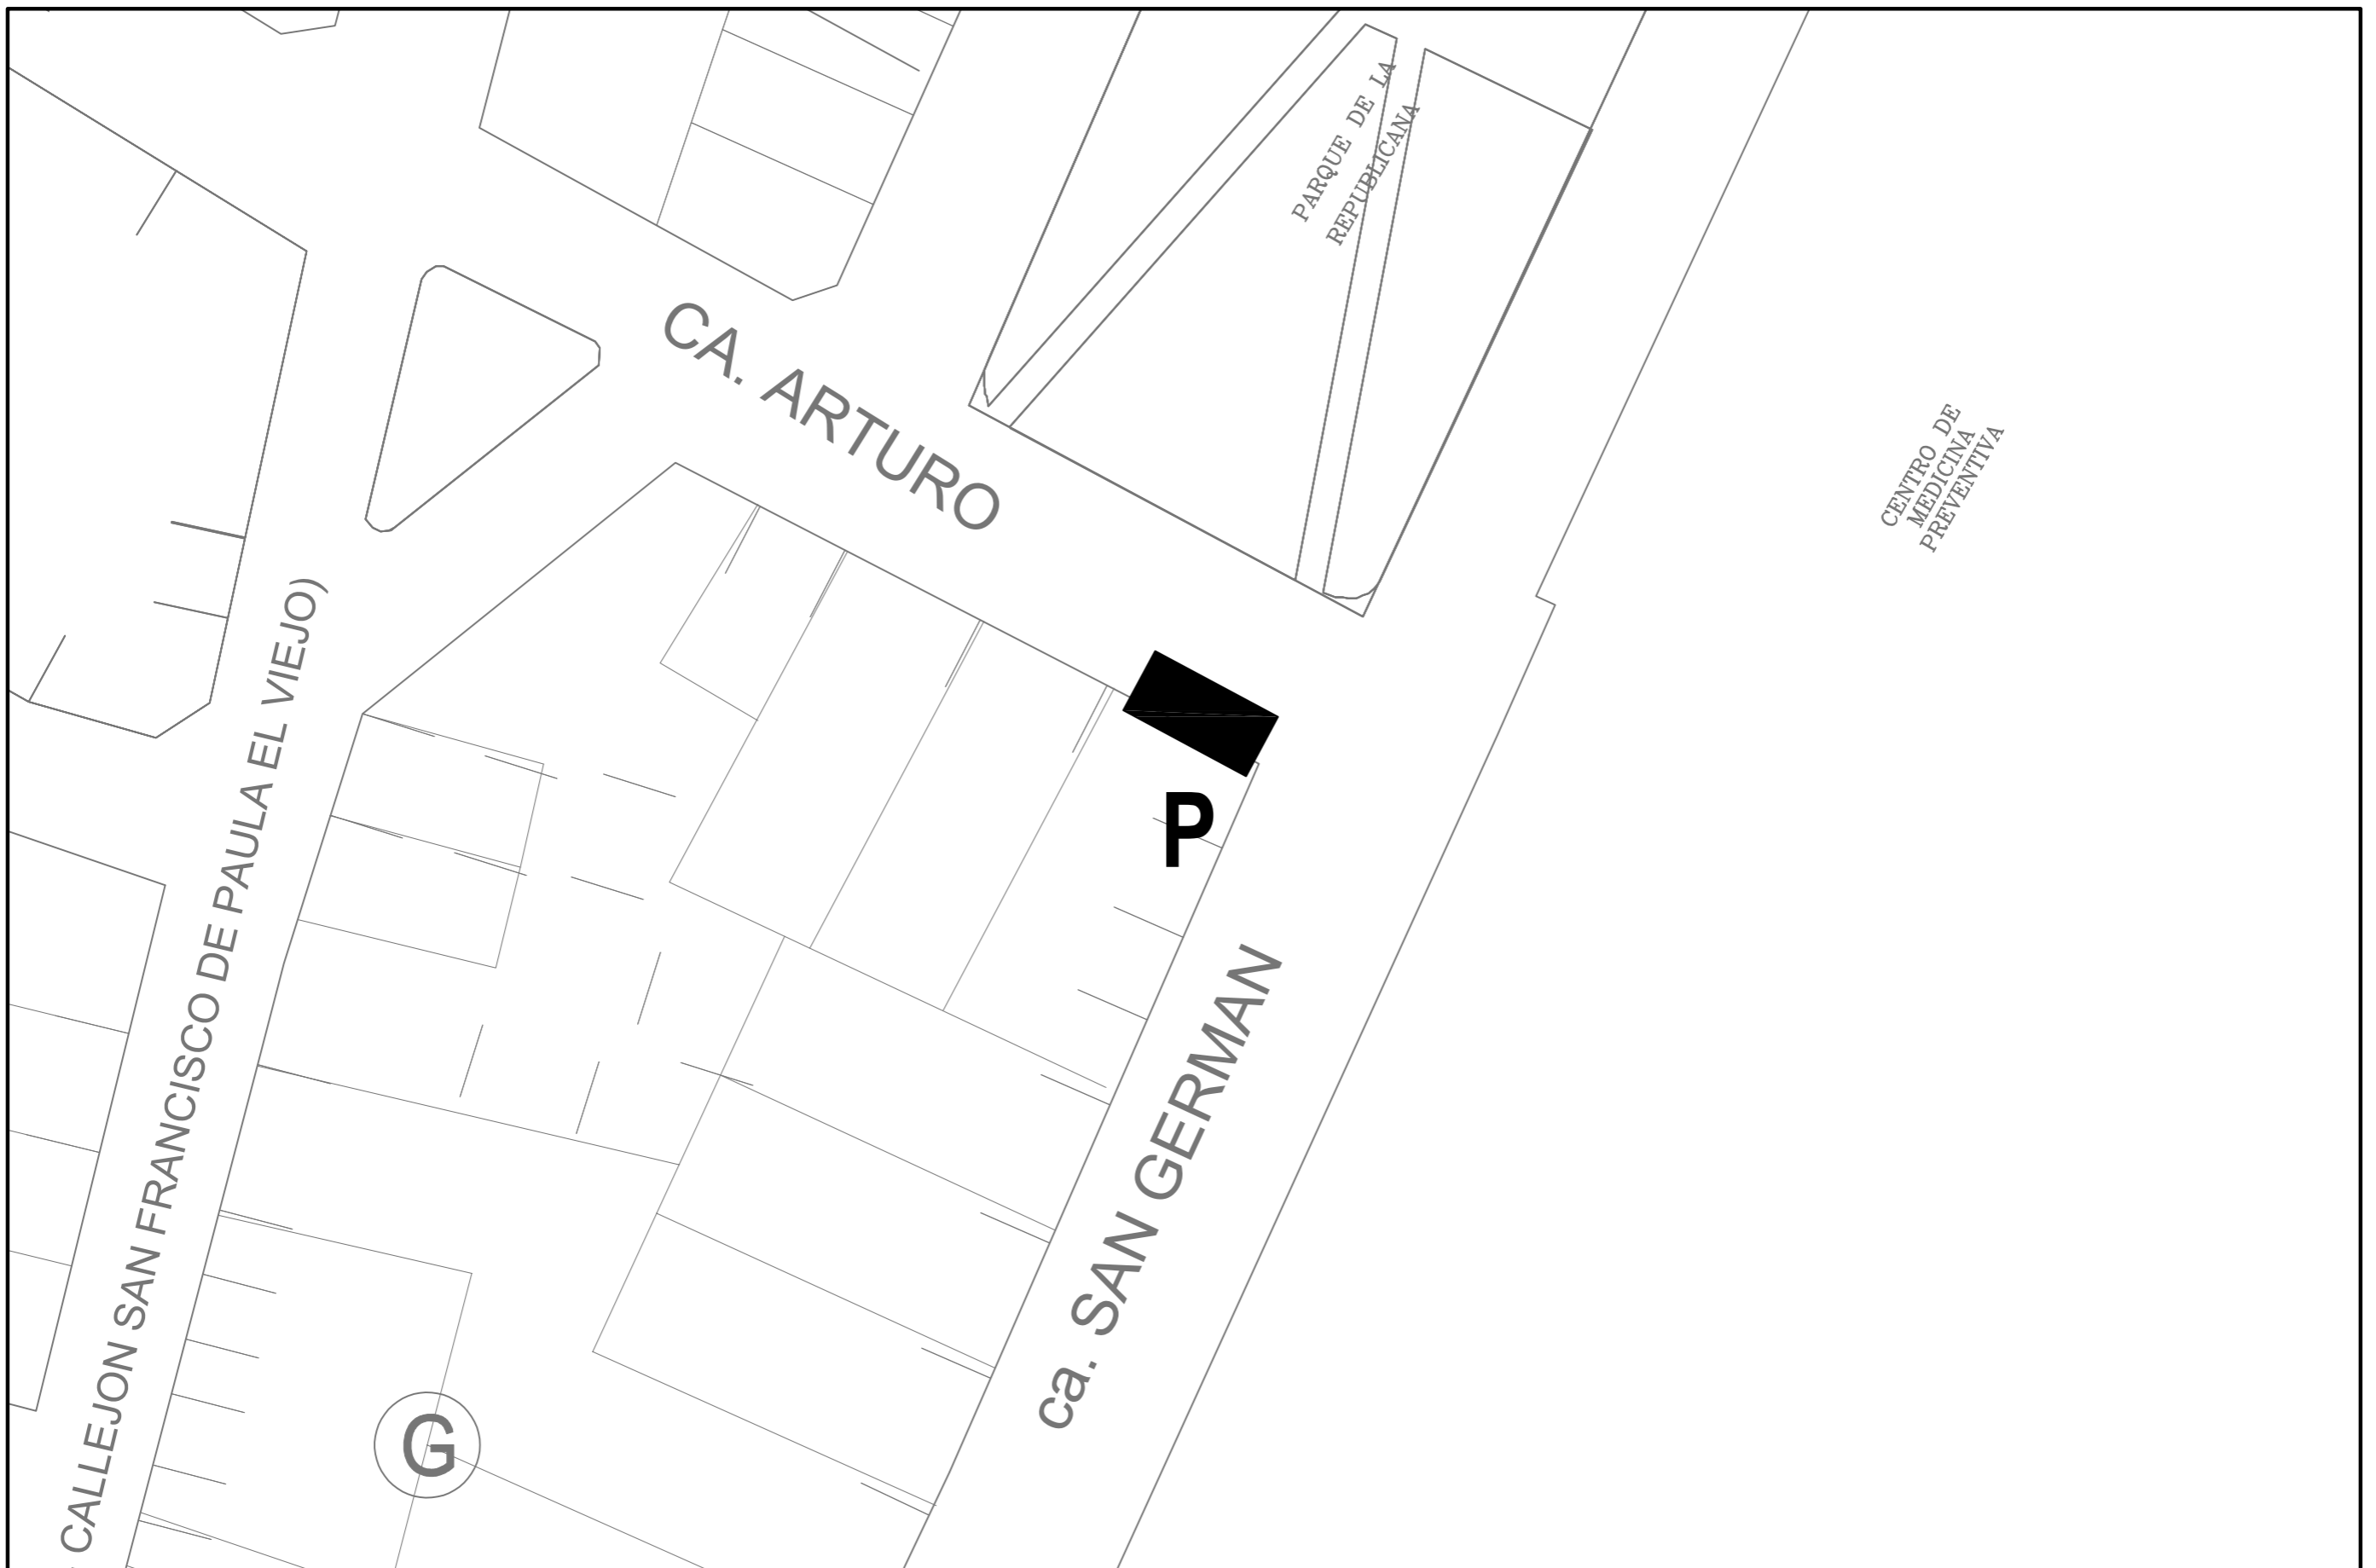 PARQUE DE LA
REPUBLICANA
CA. ARTURO
CENTRO DE
MEDICINA
PREVENTIVA
CALLEJON SAN FRANCISCO DE PAULA EL VIEJO)
P
ca. SAN GERMAN
G